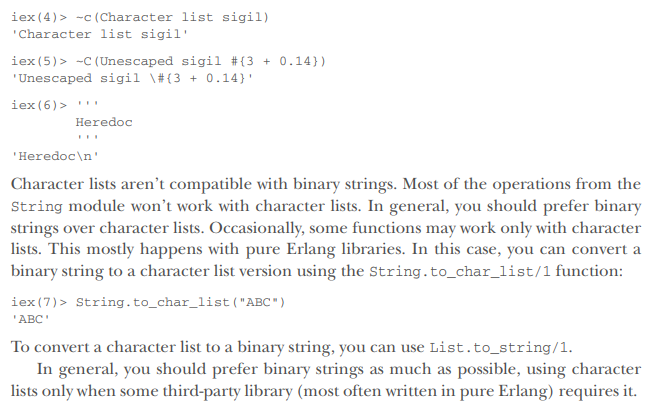 iex(4)> ~c(Character list sigil)
'Character list sigil'
iex(5)> ~C(Unescaped sigil #{3 + 0.14})
'Unescaped sigil \#{3 + 0.14}'
iex(6)> '''
        Heredoc
        '''
'Heredoc\n'
Character lists aren’t compatible with binary strings. Most of the operations from the
String module won’t work with character lists. In general, you should prefer binary
strings over character lists. Occasionally, some functions may work only with character
lists. This mostly happens with pure Erlang libraries. In this case, you can convert a
binary string to a character list version using the String.to_char_list/1 function:
iex(7)> String.to_char_list("ABC")
'ABC'
To convert a character list to a binary string, you can use List.to_string/1.
In general, you should prefer binary strings as much as possible, using character
lists only when some third-party library (most often written in pure Erlang) requires it.